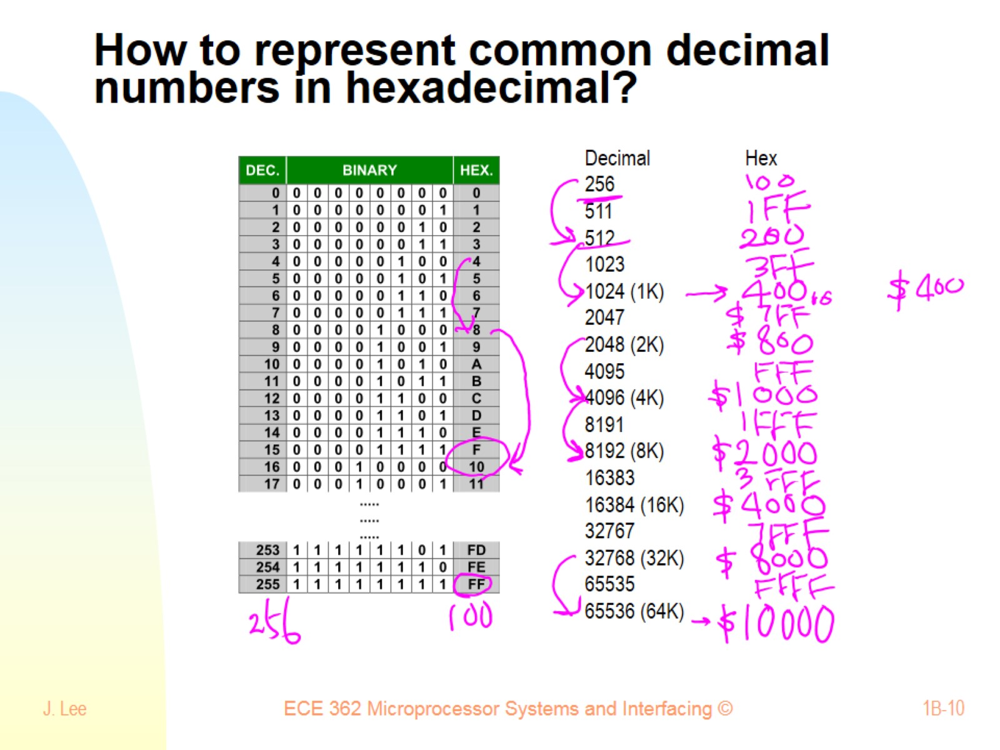 How to represent common decimal
numbers in hexadecimal?
DEC. BINARY HEX.
0 0 0 0 0 0 0 0 0 0
1 0 0 0 0 0 0 0 1 1
2 0 0 0 0 0 0 1 0 2
3 0 0 0 0 0 0 1 1 3
4 0 0 0 0 0 1 0 0 4
5 0 0 0 0 0 1 0 1 5
6 0 0 0 0 0 1 1 0 6
7 0 0 0 0 0 1 1 1 7
8 0 0 0 0 1 0 0 0 8
9 0 0 0 0 1 0 0 1 9
10 0 0 0 0 1 0 1 0 A
11 0 0 0 0 1 0 1 1 B
12 0 0 0 0 1 1 0 0 C
13 0 0 0 0 1 1 0 1 D
14 0 0 0 0 1 1 1 0 E
15 0 0 0 0 1 1 1 1 F
16 0 0 0 1 0 0 0 0 10
17 0 0 0 1 0 0 0 1 11
.....
.....
.....
253 1 1 1 1 1 1 0 1 FD
254 1 1 1 1 1 1 1 0 FE
255 1 1 1 1 1 1 1 1 FF
256 100
Decimal Hex
256 100
511 1FF
512 200
1023 3FF
1024 (1K) → 400₁₆ $400
2047 $ 7FF
2048 (2K) $ 800
4095 FFF
4096 (4K) $1000
8191 1FFF
8192 (8K) $2000
16383 3FFF
16384 (16K) $4000
32767 7FFF
32768 (32K) $ 8000
65535 FFFF
65536 (64K) → $10000
J. Lee ECE 362 Microprocessor Systems and Interfacing © 1B-10